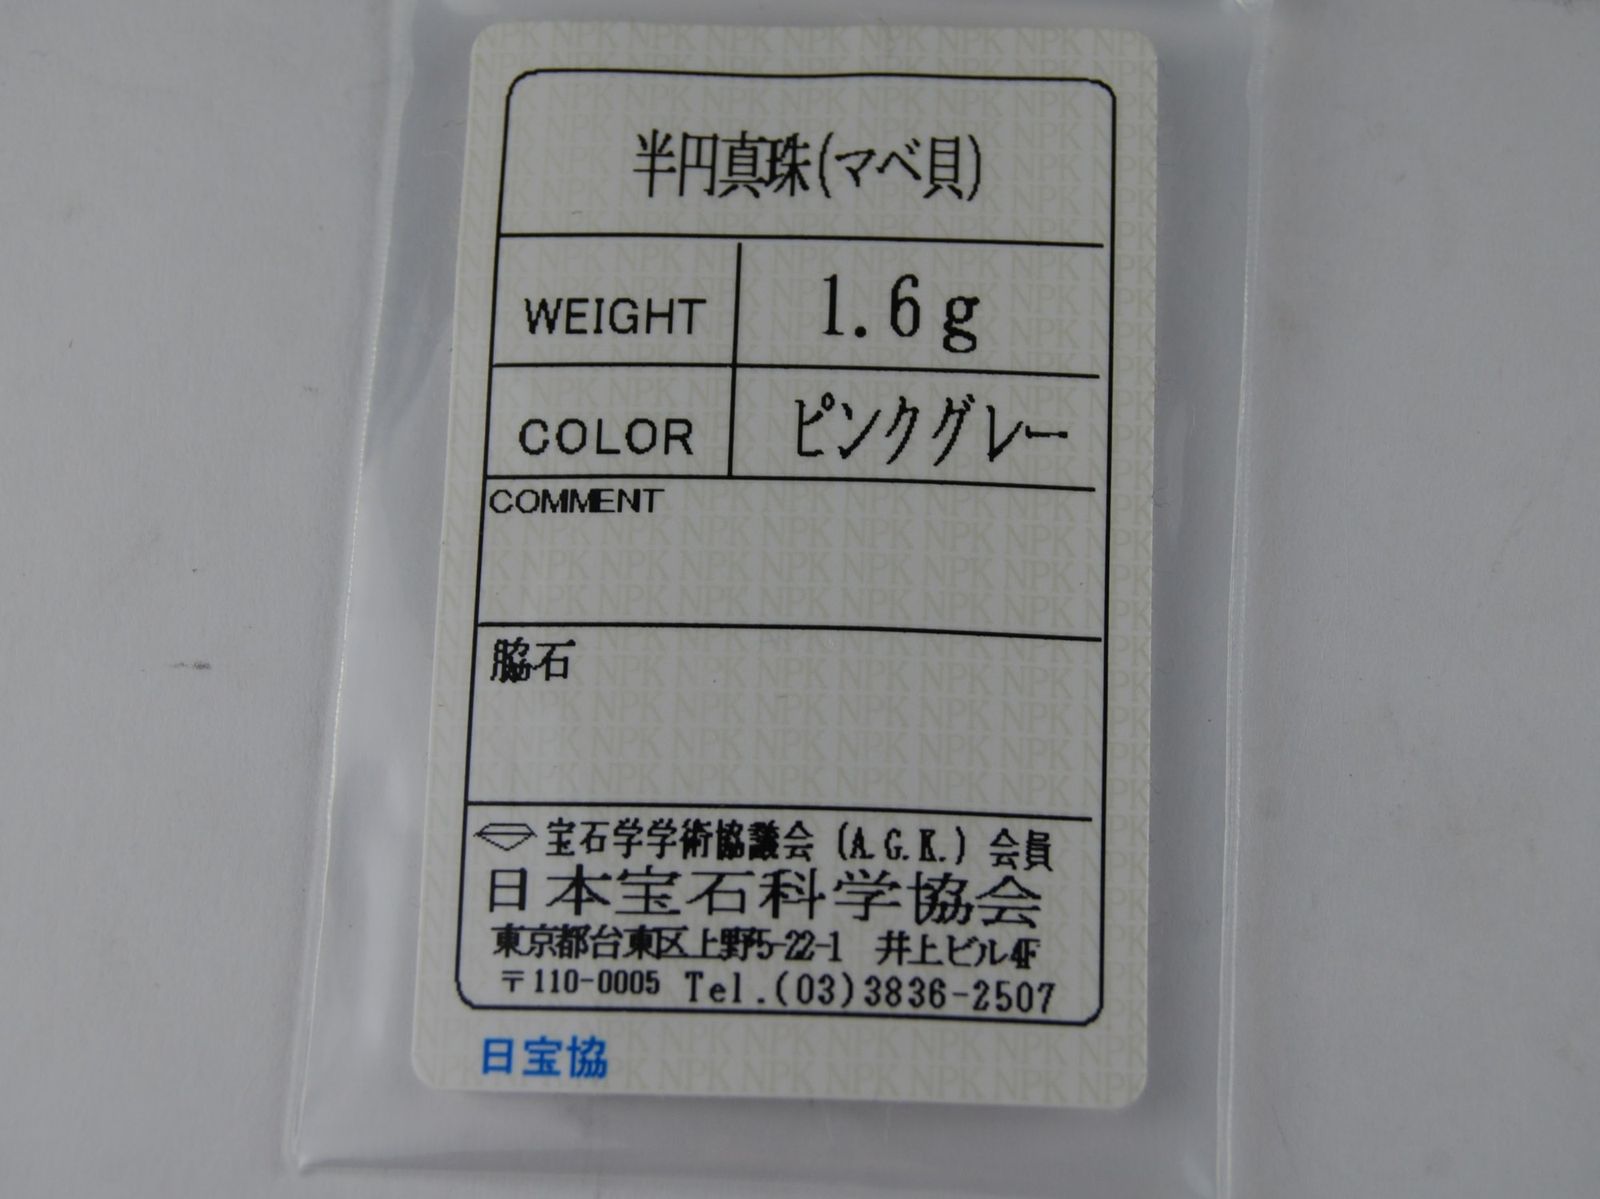 半円真珠(マベ貝)
WEIGHT 1.6g
COLOR ピンクグレー
COMMENT
脇石
宝石学学術協議会 (A.G.K.) 会員
日本宝石科学協会
東京都台東区上野5-22-1 井上ビル4F
〒110-0005 Tel.(03)3836-2507
日宝協